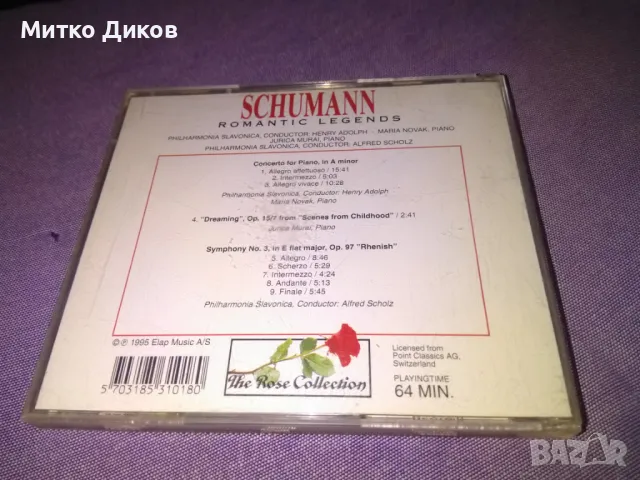 Митко Диков
SCHUMANN
ROMANTIC LEGENDS
PHILHARMONIA SLAVONICA, CONDUCTOR: HENRY ADOLPH - MARIA NOVAK, PIANO
JURICA MURAI, PIANO
PHILHARMONIA SLAVONICA, CONDUCTOR: ALFRED SCHOLZ
Concerto for Piano, in A minor
1. Allegro affettuoso / 15:41
2. Intermezzo / 5:03
3. Allegro vivace / 10:28
Philharmonia Slavonica, Conductor: Henry Adolph
Maria Novak, Piano
4. "Dreaming", Op. 15/7 from "Scenes from Childhood" / 2:41
Jurica Murai, Piano
Symphony No. 3, in E flat major, Op. 97 "Rhenish"
5. Allegro / 8:46
6. Scherzo / 5:29
7. Intermezzo / 4:24
8. Andante / 5:13
9. Finale / 5:45
Philharmonia Slavonica, Conductor: Alfred Scholz
©℗ 1995 Elap Music A/S
5 703185 310180
The Rose Collection
Licensed from
Point Classics AG,
Switzerland
PLAYINGTIME
64 MIN.
BAZAR